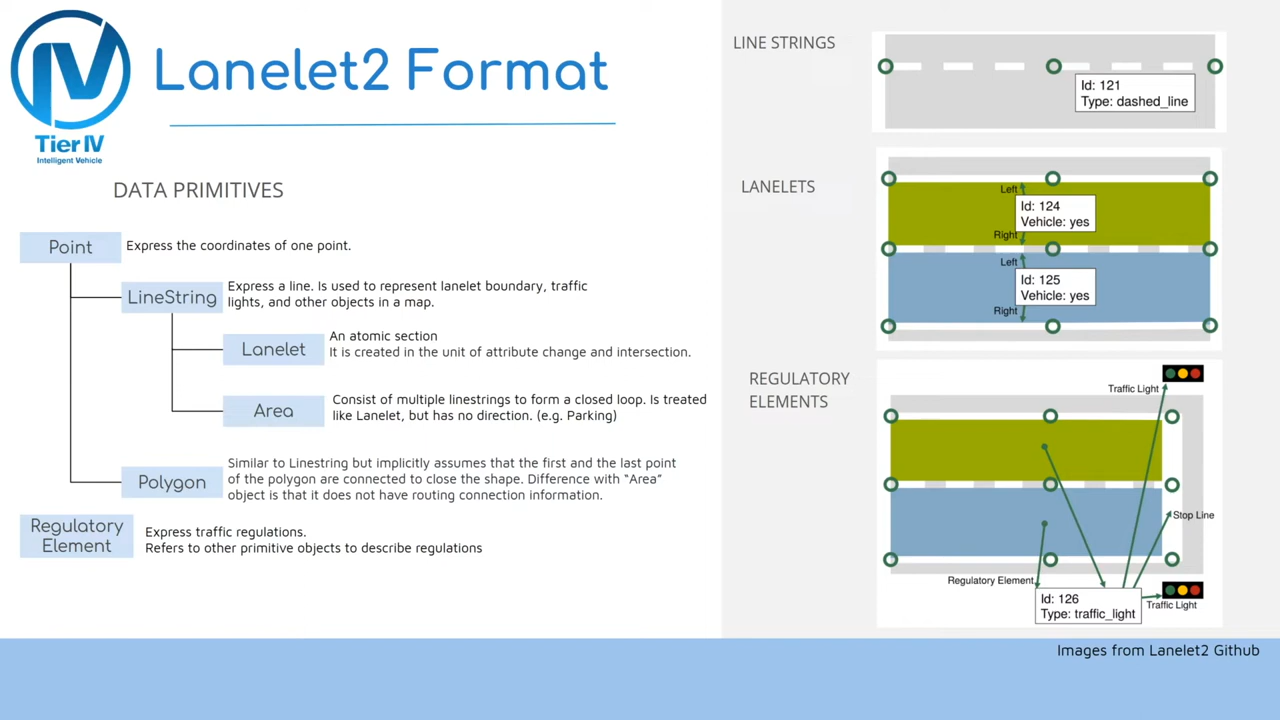 Lanelet2 Format
Tier IV
Intelligent Vehicle
DATA PRIMITIVES
Point
Express the coordinates of one point.
LineString
Express a line. Is used to represent lanelet boundary, traffic
lights, and other objects in a map.
Lanelet
An atomic section
It is created in the unit of attribute change and intersection.
Area
Consist of multiple linestrings to form a closed loop. Is treated
like Lanelet, but has no direction. (e.g. Parking)
Polygon
Similar to Linestring but implicitly assumes that the first and the last point
of the polygon are connected to close the shape. Difference with “Area”
object is that it does not have routing connection information.
Regulatory
Element
Express traffic regulations.
Refers to other primitive objects to describe regulations
LINE STRINGS
Id: 121
Type: dashed_line
LANELETS
Left
Id: 124
Vehicle: yes
Right
Left
Id: 125
Vehicle: yes
Right
REGULATORY
ELEMENTS
Traffic Light
Stop Line
Regulatory Element
Id: 126
Type: traffic_light
Traffic Light
Images from Lanelet2 Github